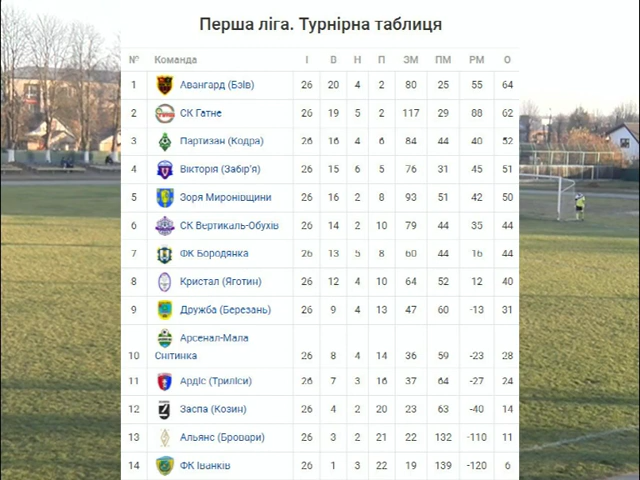 Перша ліга. Турнірна таблиця
№ Команда І В Н П ЗМ ПМ РМ О
1 Авангард (Бзів) 26 20 4 2 80 25 55 64
2 СК Гатне 26 19 5 2 117 29 88 62
3 Партизан (Кодра) 26 16 4 6 84 44 40 52
4 Вікторія (Забір'я) 26 15 6 5 76 31 45 51
5 Зоря Миронівщини 26 16 2 8 93 51 42 50
6 СК Вертикаль-Обухів 26 14 2 10 79 44 35 44
7 ФК Бородянка 26 13 5 8 60 44 16 44
8 Кристал (Яготин) 26 12 4 10 64 52 12 40
9 Дружба (Березань) 26 9 4 13 47 60 -13 31
Арсенал-Мала
10 Снітинка 26 8 4 14 36 59 -23 28
11 Ардіс (Триліси) 26 7 3 16 37 64 -27 24
12 Заспа (Козин) 26 4 2 20 23 63 -40 14
13 Альянс (Бровари) 26 3 2 21 22 132 -110 11
14 ФК Іванків 26 1 3 22 19 139 -120 6